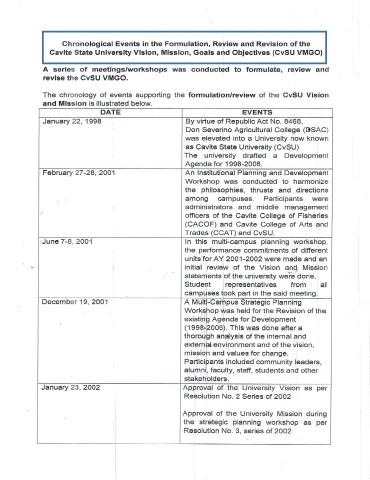 Chronological Events in the Formulation, Review and Revision of the
Cavite State University Vision, Mission, Goals and Objectives (CvSU VMGO)
A series of meetings/workshops was conducted to formulate, review and
revise the CvSU VMGO.
The chronology of events supporting the formulation/review of the CvSU Vision
and Mission is illustrated below.
DATE EVENTS
January 22, 1998 By virtue of Republic Act No. 8468,
Don Severino Agricultural College (DSAC)
was elevated into a University now known
as Cavite State University (CvSU)
The university drafted a Development
Agenda for 1998-2006.
February 27-28, 2001 An Institutional Planning and Development
Workshop was conducted to harmonize
the philosophies, thrusts and directions
among campuses. Participants were
administrators and middle management
officers of the Cavite College of Fisheries
(CACOF) and Cavite College of Arts and
Trades (CCAT) and CvSU.
June 7-8, 2001 In this multi-campus planning workshop,
the performance commitments of different
units for AY 2001-2002 were made and an
initial review of the Vision and Mission
statements of the university were done.
Student representatives from all
campuses took part in the said meeting.
December 19, 2001 A Multi-Campus Strategic Planning
Workshop was held for the Revision of the
existing Agenda for Development
(1998-2006). This was done after a
thorough analysis of the internal and
external environment and of the vision,
mission and values for change.
Participants included community leaders,
alumni, faculty, staff, students and other
stakeholders.
January 23, 2002 Approval of the University Vision as per
Resolution No. 2 Series of 2002
Approval of the University Mission during
the strategic planning workshop as per
Resolution No. 3, series of 2002